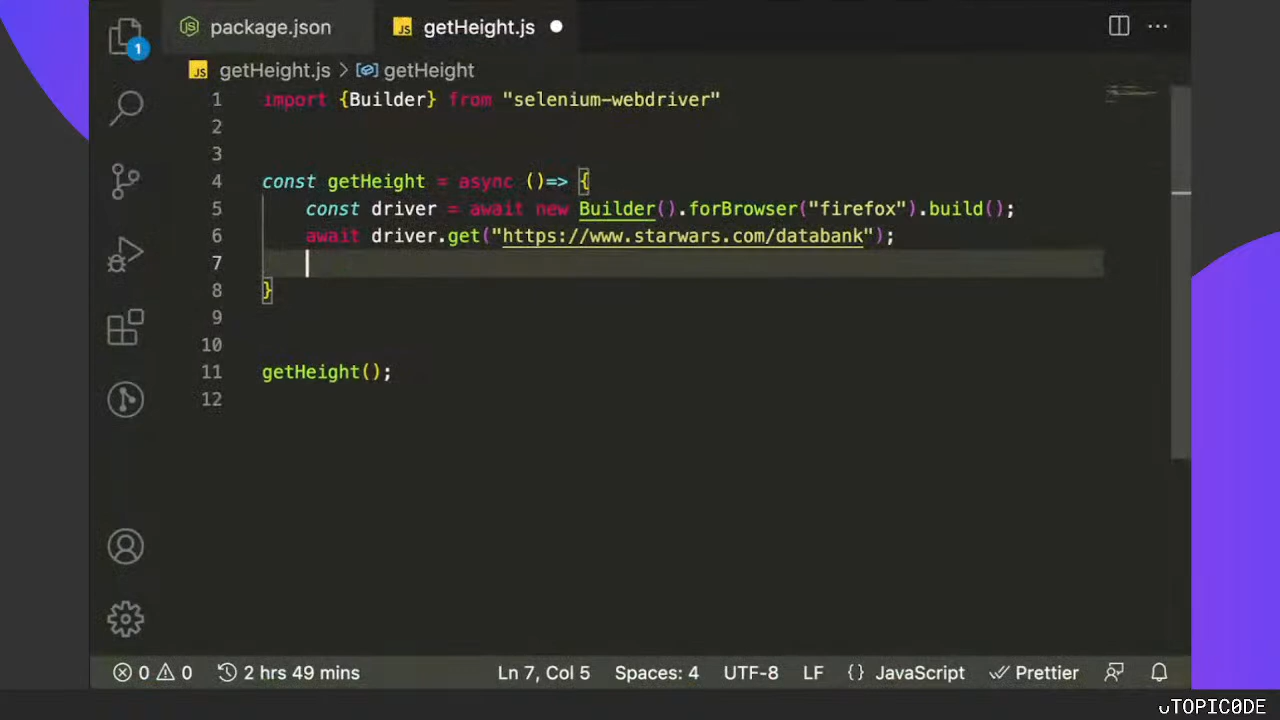 package.json
getHeight.js
1
getHeight.js > getHeight
1 import {Builder} from "selenium-webdriver"
2
3
4 const getHeight = async ()=> {
5 const driver = await new Builder().forBrowser("firefox").build();
6 await driver.get("https://www.starwars.com/databank");
7
8 }
9
10
11 getHeight();
12
0 0 2 hrs 49 mins Ln 7, Col 5 Spaces: 4 UTF-8 LF {} JavaScript Prettier
uTOPIC0DE